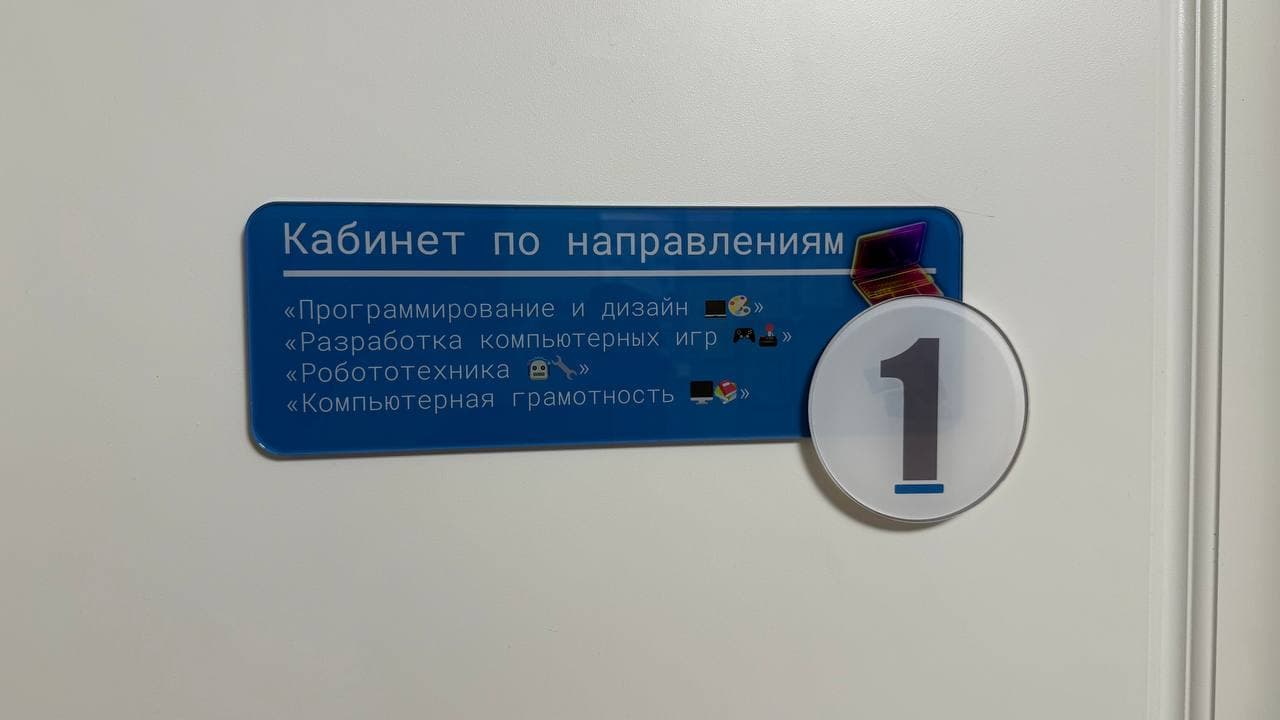 Кабинет по направлениям
«Программирование и дизайн 💻🎨»
«Разработка компьютерных игр 🎮🕹️»
«Робототехника 🤖🔧»
«Компьютерная грамотность 🖥️📚»
1